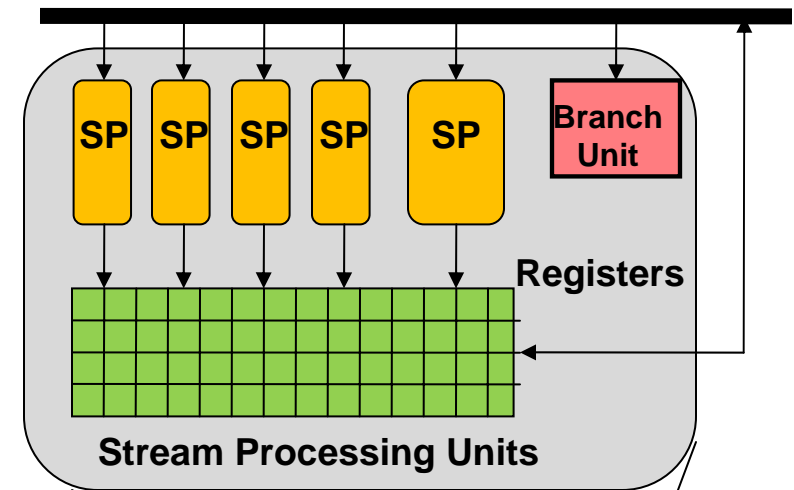 SP SP SP SP SP
Branch
Unit
Registers
Stream Processing Units